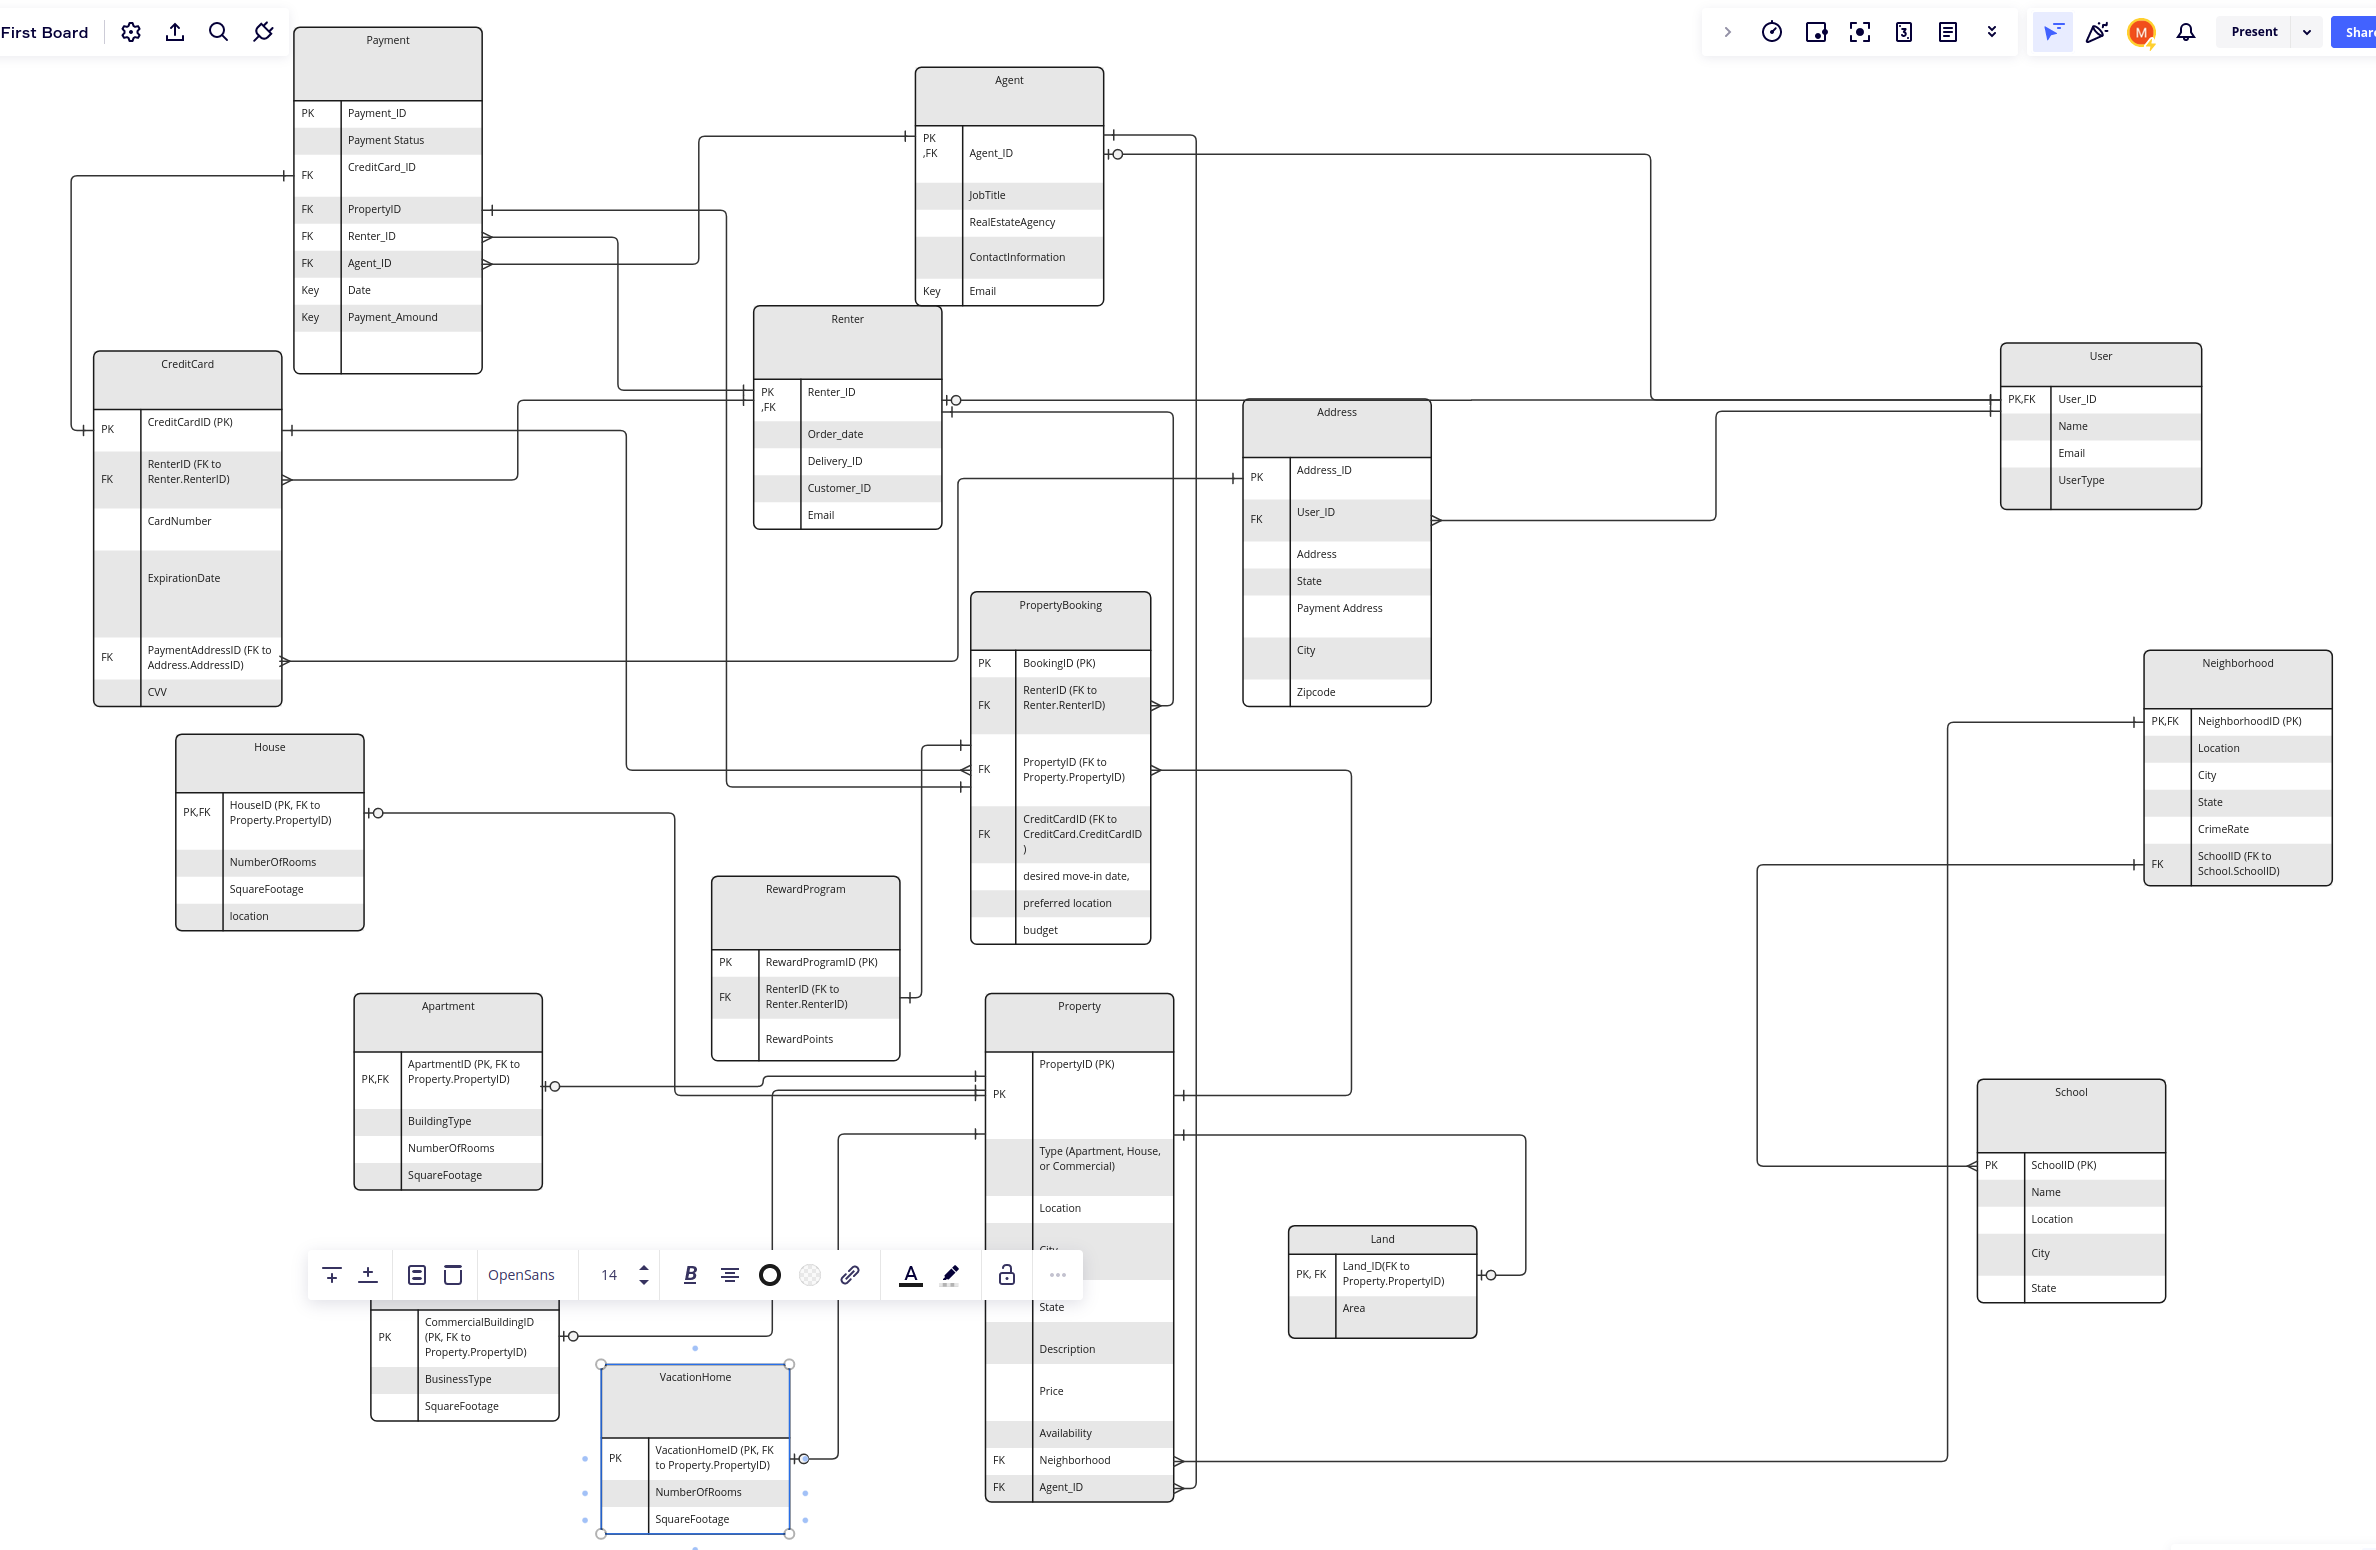 First Board
Present
Share
M
Payment
PK Payment_ID
Payment Status
FK CreditCard_ID
FK PropertyID
FK Renter_ID
FK Agent_ID
Key Date
Key Payment_Amound
Agent
PK
,FK Agent_ID
JobTitle
RealEstateAgency
ContactInformation
Key Email
Renter
PK Renter_ID
,FK
Order_date
Delivery_ID
Customer_ID
Email
CreditCard
PK CreditCardID (PK)
RenterID (FK to
FK Renter.RenterID)
CardNumber
ExpirationDate
PaymentAddressID (FK to
FK Address.AddressID)
CVV
Address
PK Address_ID
FK User_ID
Address
State
Payment Address
City
Zipcode
User
PK,FK User_ID
Name
Email
UserType
PropertyBooking
PK BookingID (PK)
RenterID (FK to
FK Renter.RenterID)
PropertyID (FK to
FK Property.PropertyID)
CreditCardID (FK to
FK CreditCard.CreditCardID
)
desired move-in date,
preferred location
budget
Neighborhood
PK,FK NeighborhoodID (PK)
Location
City
State
CrimeRate
SchoolID (FK to
FK School.SchoolID)
House
HouseID (PK, FK to
PK,FK Property.PropertyID)
NumberOfRooms
SquareFootage
location
RewardProgram
PK RewardProgramID (PK)
RenterID (FK to
FK Renter.RenterID)
RewardPoints
Apartment
ApartmentID (PK, FK to
PK,FK Property.PropertyID)
BuildingType
NumberOfRooms
SquareFootage
Property
PropertyID (PK)
PK
Type (Apartment, House,
or Commercial)
Location
City
State
Description
Price
Availability
FK Neighborhood
FK Agent_ID
School
PK SchoolID (PK)
Name
Location
City
State
Land
Land_ID(FK to
PK, FK Property.PropertyID)
Area
OpenSans 14 B A
CommercialBuildingID
PK (PK, FK to
Property.PropertyID)
BusinessType
SquareFootage
VacationHome
VacationHomeID (PK, FK
PK to Property.PropertyID)
NumberOfRooms
SquareFootage